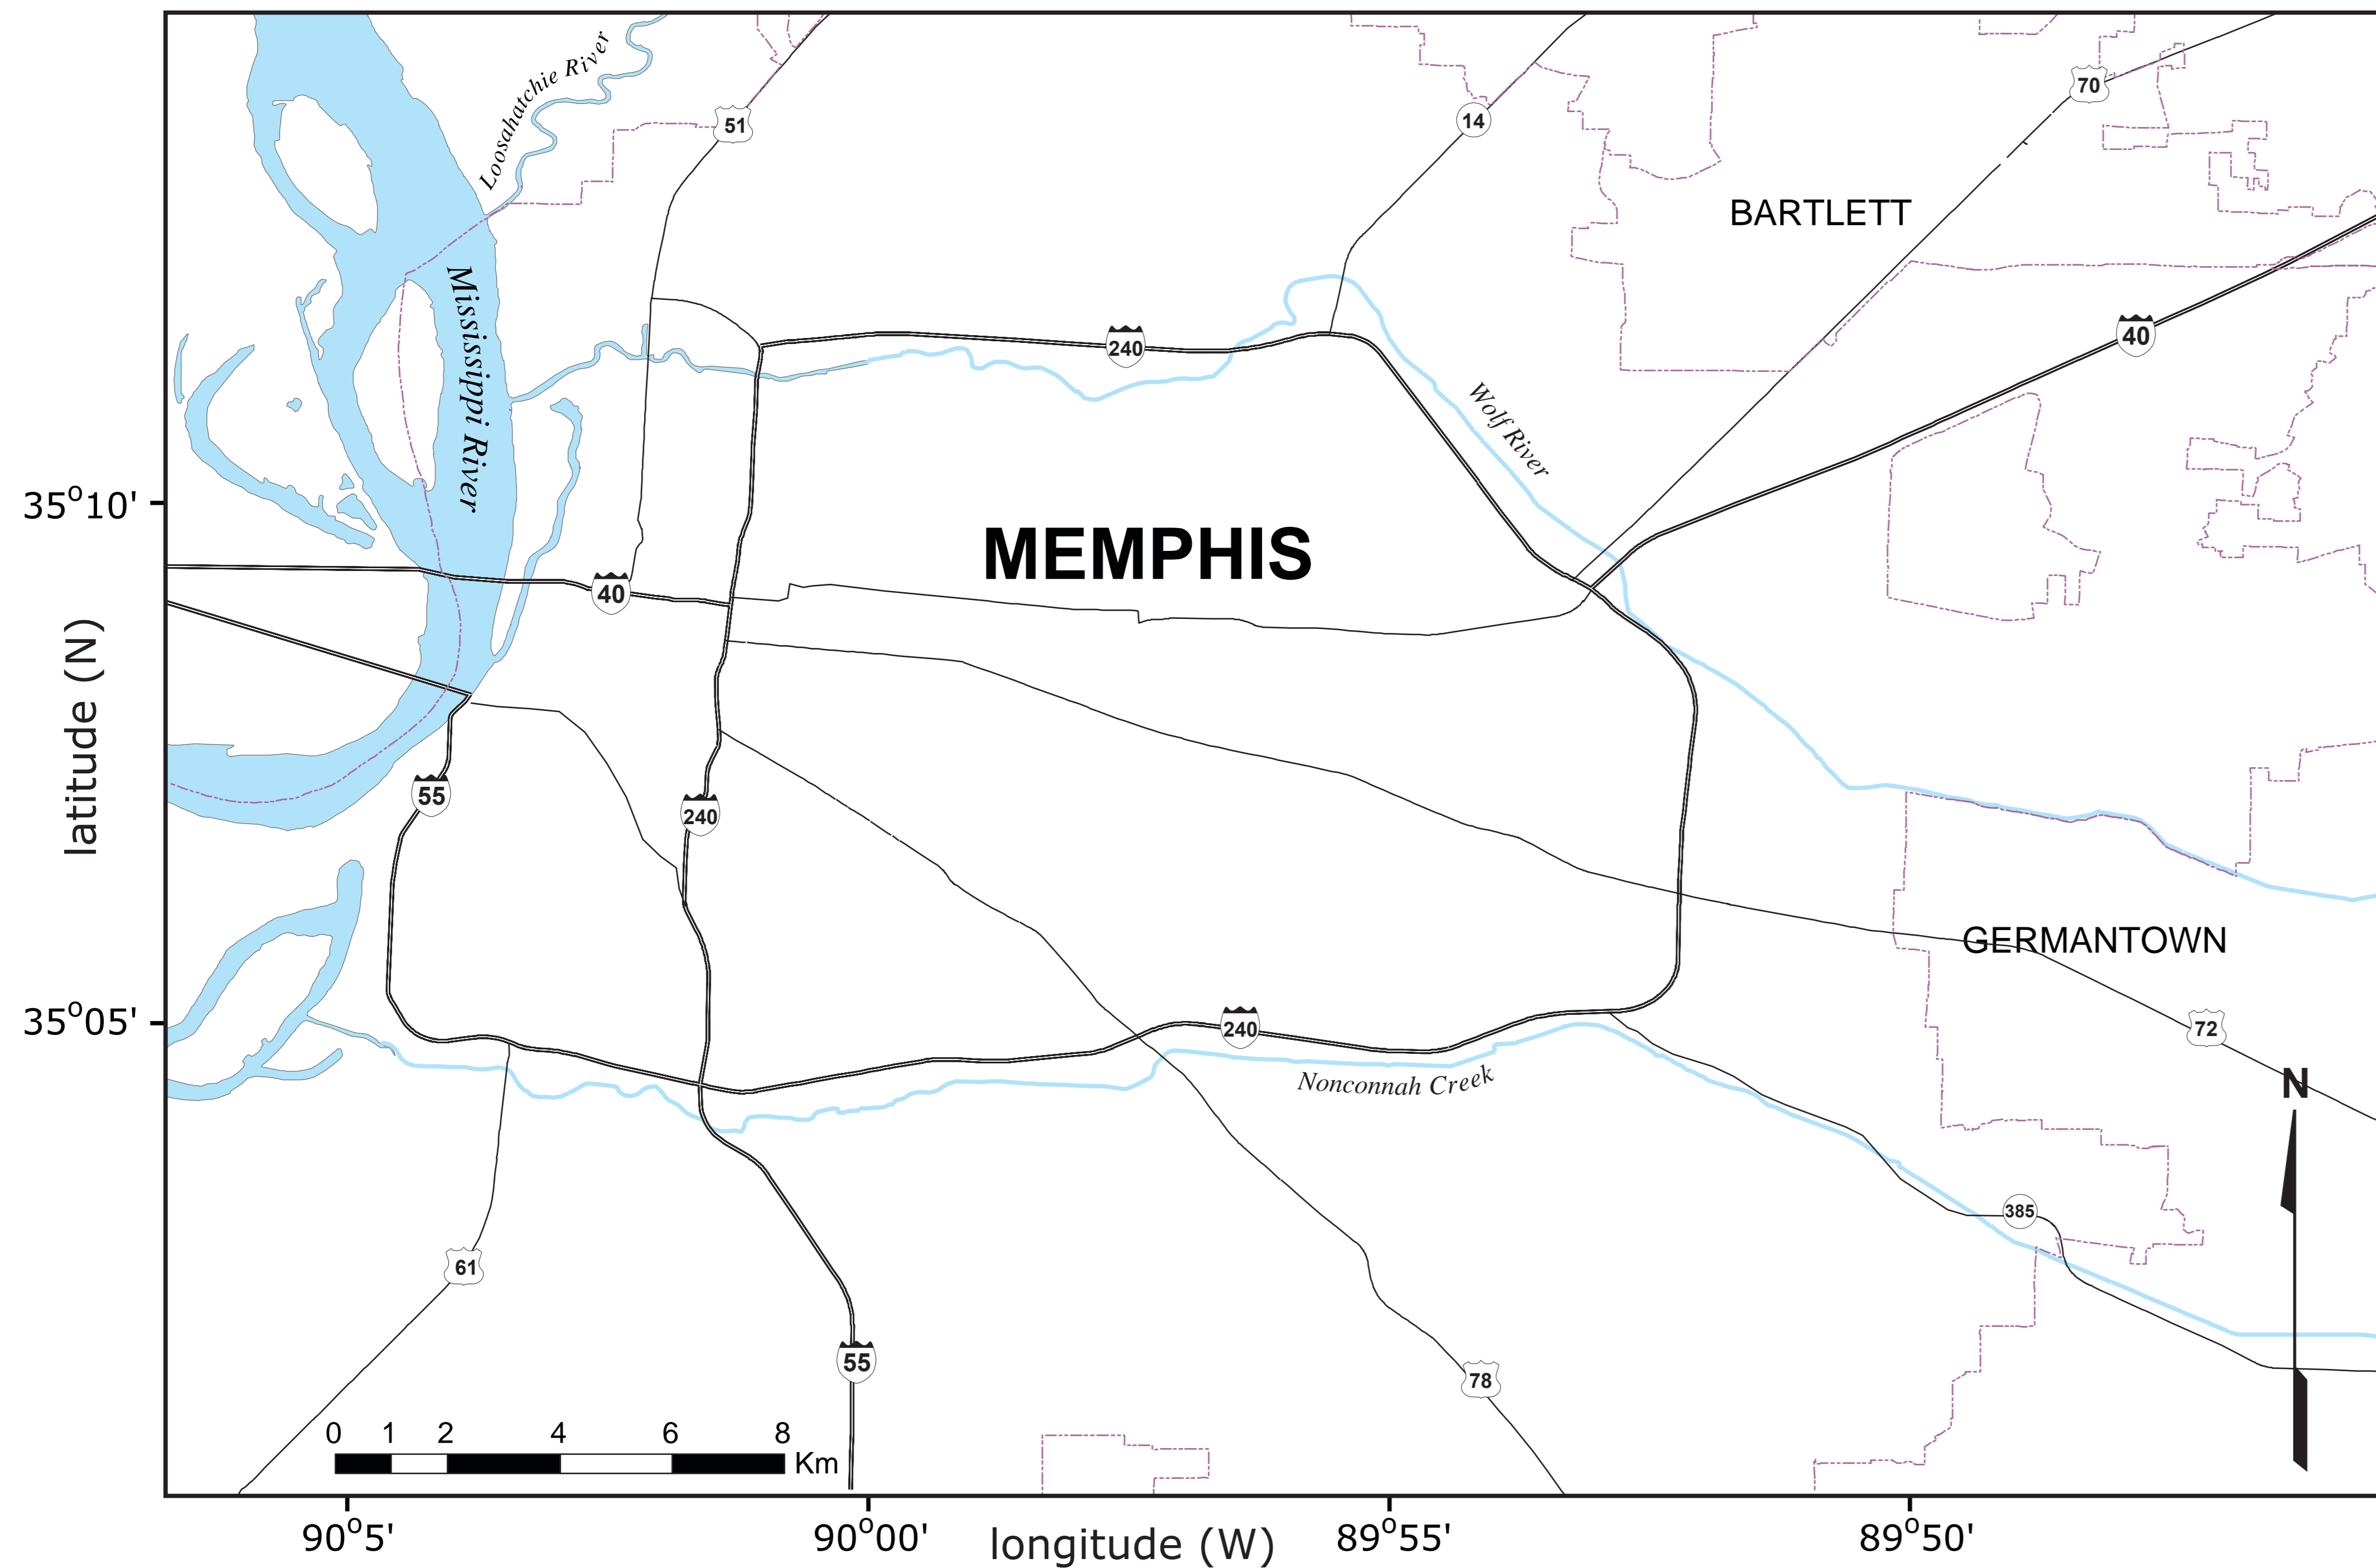 Loosahatchie River
51
14
70
BARTLETT
Mississippi River
240
40
Wolf River
35°10'
MEMPHIS
40
latitude (N)
55
240
GERMANTOWN
35°05'
240
72
Nonconnah Creek
N
385
61
55
78
0 1 2 4 6 8
Km
90°5'
90°00'
longitude (W)
89°55'
89°50'